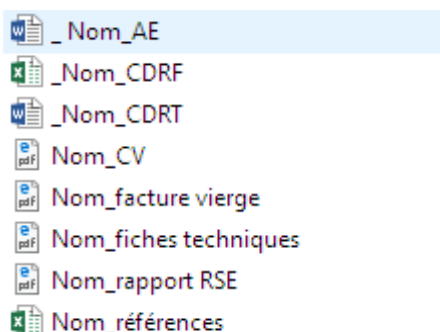 _ Nom_AE
_Nom_CDRF
_Nom_CDRT
Nom_CV
Nom_facture vierge
Nom_fiches techniques
Nom_rapport RSE
Nom_références